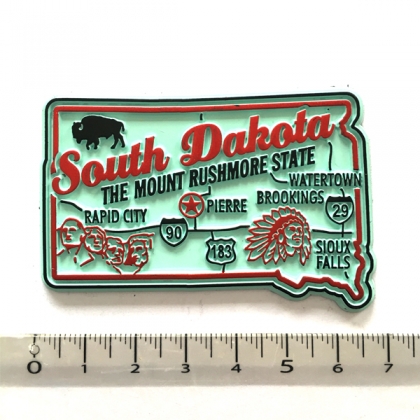 South Dakota
THE MOUNT RUSHMORE STATE
WATERTOWN
RAPID CITY
PIERRE
BROOKINGS
29
90
183
SIOUX
FALLS
0 1 2 3 4 5 6 7